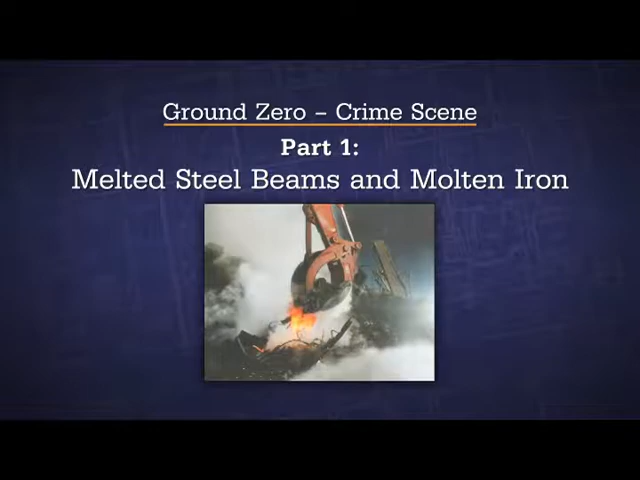 Ground Zero – Crime Scene
Part 1:
Melted Steel Beams and Molten Iron